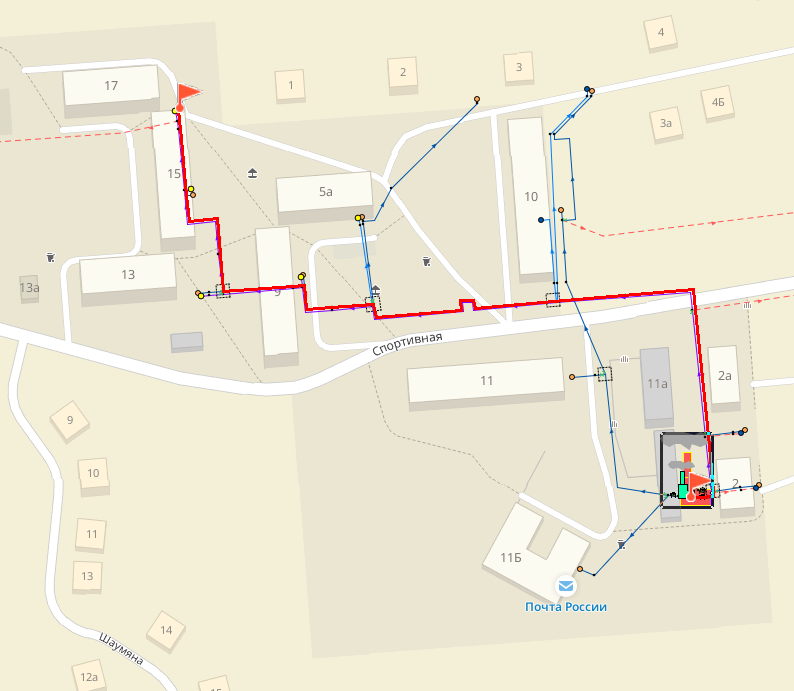 4
3
2
1
17
4Б
3а
15
5а
10
13
13а
9
Спортивная
11
11а
2а
9
10
2
11
11Б
13
Почта России
14
Шаумяна
12а